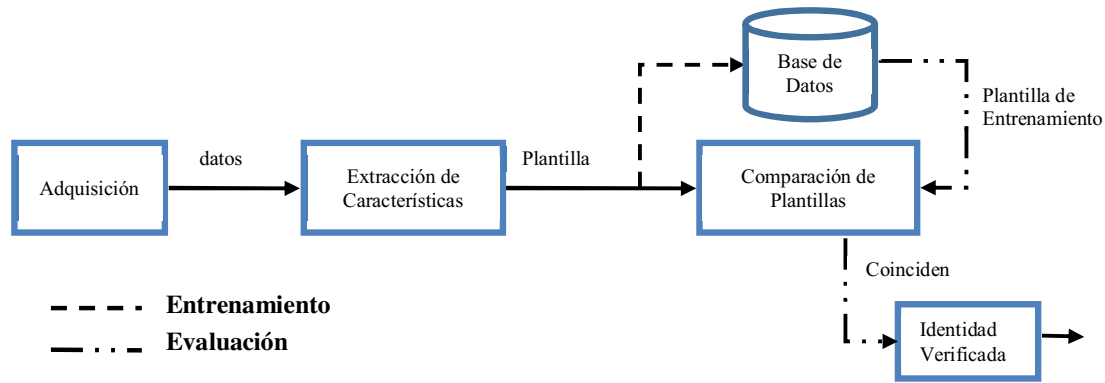 Base de
Datos
Plantilla de
Entrenamiento
datos
Plantilla
Adquisición
Extracción de
Características
Comparación de
Plantillas
Coinciden
Entrenamiento
Evaluación
Identidad
Verificada